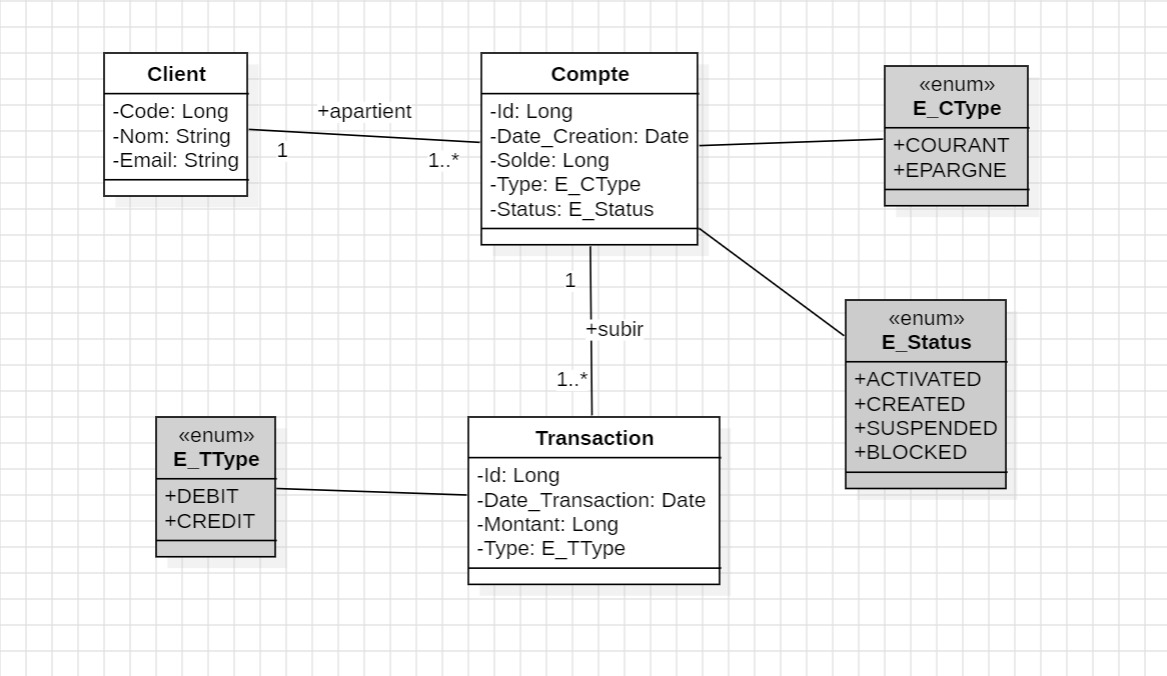 Client
-Code: Long
-Nom: String
-Email: String
+apartient
1
1..*
Compte
-Id: Long
-Date_Creation: Date
-Solde: Long
-Type: E_CType
-Status: E_Status
«enum»
E_CType
+COURANT
+EPARGNE
1
+subir
1..*
«enum»
E_Status
+ACTIVATED
+CREATED
+SUSPENDED
+BLOCKED
«enum»
E_TType
+DEBIT
+CREDIT
Transaction
-Id: Long
-Date_Transaction: Date
-Montant: Long
-Type: E_TType